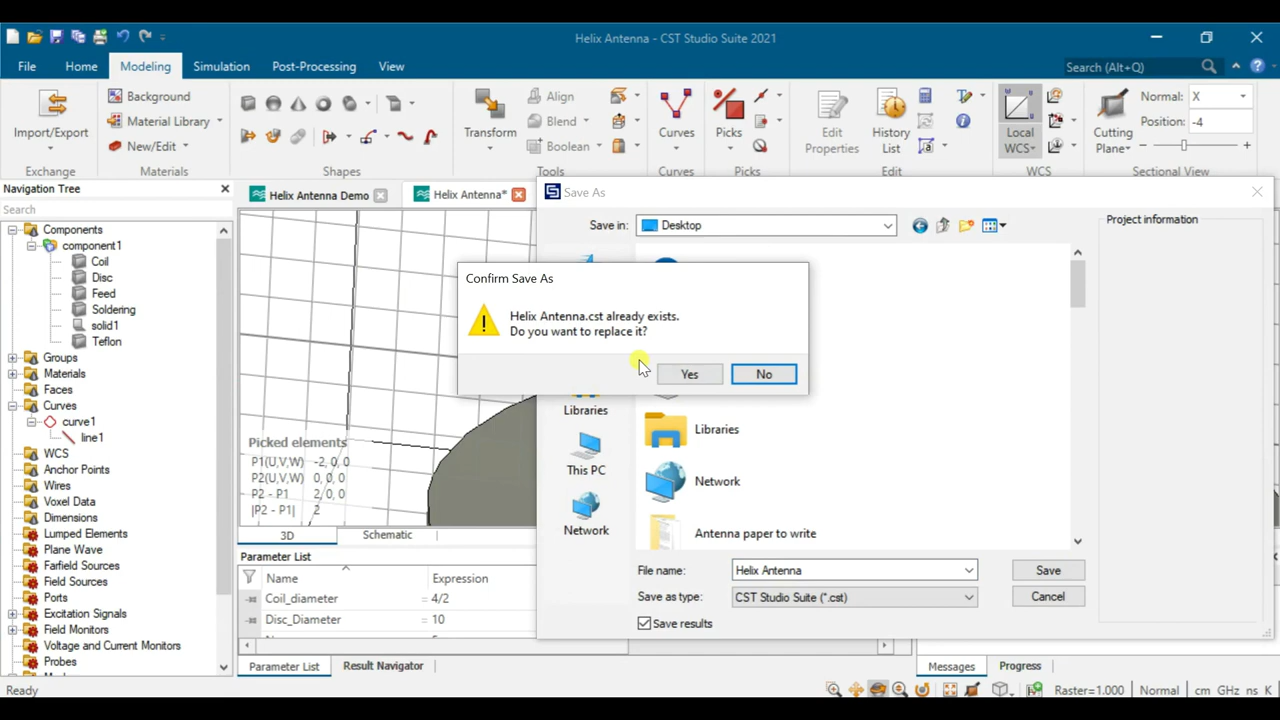 Helix Antenna - CST Studio Suite 2021
File
Home
Modeling
Simulation
Post-Processing
View
Search (Alt+Q)
Import/Export
Exchange
Background
Material Library
New/Edit
Materials
Shapes
Transform
Align
Blend
Boolean
Tools
Curves
Curves
Picks
Picks
Edit
Properties
History
List
Edit
Local
WCS
WCS
Cutting
Plane
Normal: X
Position: -4
Sectional View
Navigation Tree
Search
Components
component1
Coil
Disc
Feed
Soldering
solid1
Teflon
Groups
Materials
Faces
Curves
curve1
line1
WCS
Anchor Points
Wires
Voxel Data
Dimensions
Lumped Elements
Plane Wave
Farfield Sources
Field Sources
Ports
Excitation Signals
Field Monitors
Voltage and Current Monitors
Probes
Helix Antenna Demo
Helix Antenna*
Picked elements
P1(U,V,W) -2, 0, 0
P2(U,V,W) 0, 0, 0
P2 - P1 2, 0, 0
|P2 - P1| 2
3D
Schematic
Parameter List
Name
Expression
Coil_diameter = 4/2
Disc_Diameter = 10
Parameter List
Result Navigator
Save As
Save in: Desktop
Project information
Confirm Save As
Helix Antenna.cst already exists.
Do you want to replace it?
Yes
No
Libraries
This PC
Network
Libraries
Network
Antenna paper to write
File name: Helix Antenna
Save
Save as type: CST Studio Suite (*.cst)
Cancel
Save results
Messages
Progress
Ready
Raster=1.000
Normal
cm GHz ns K